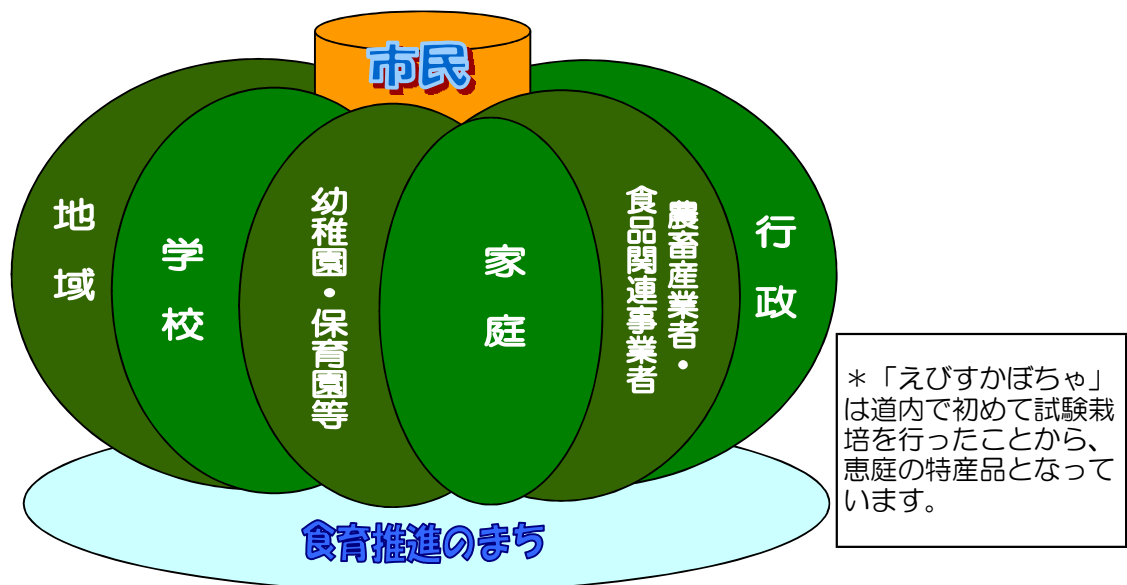 市民
地域
学校
幼稚園・保育園等
家庭
農畜産業者・
食品関連事業者
行政
＊「えびすかぼちゃ」
は道内で初めて試験栽
培を行ったことから、
恵庭の特産品となって
います。
食育推進のまち